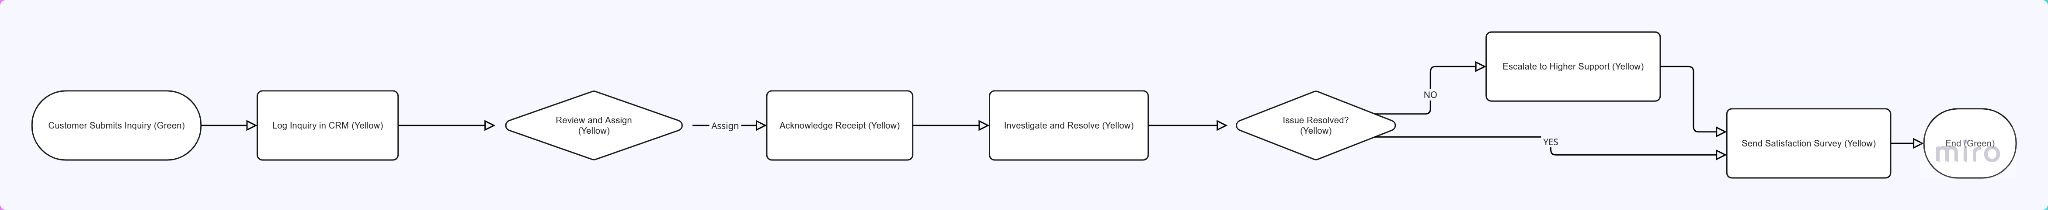 Customer Submits Inquiry (Green)
Log Inquiry in CRM (Yellow)
Review and Assign
(Yellow)
Assign
Acknowledge Receipt (Yellow)
Investigate and Resolve (Yellow)
Issue Resolved?
(Yellow)
NO
Escalate to Higher Support (Yellow)
YES
Send Satisfaction Survey (Yellow)
End (Green)
miro